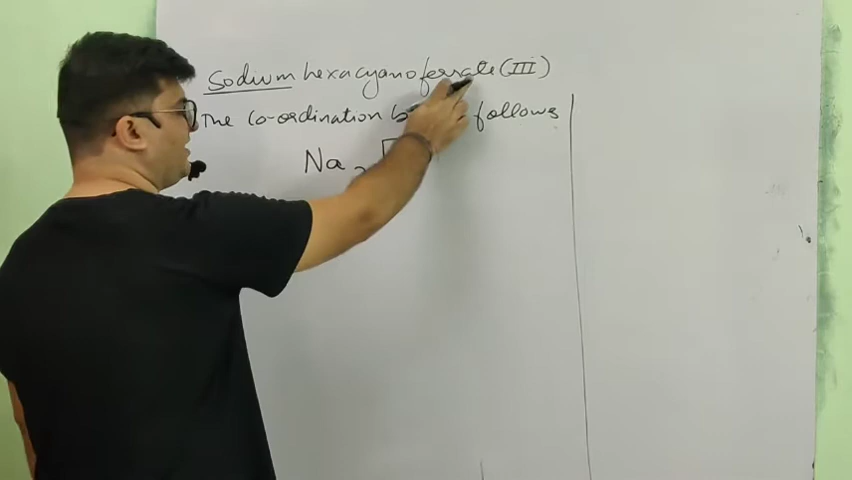 Sodium hexacyanoferrate (III)
The Co-ordination follows
Na